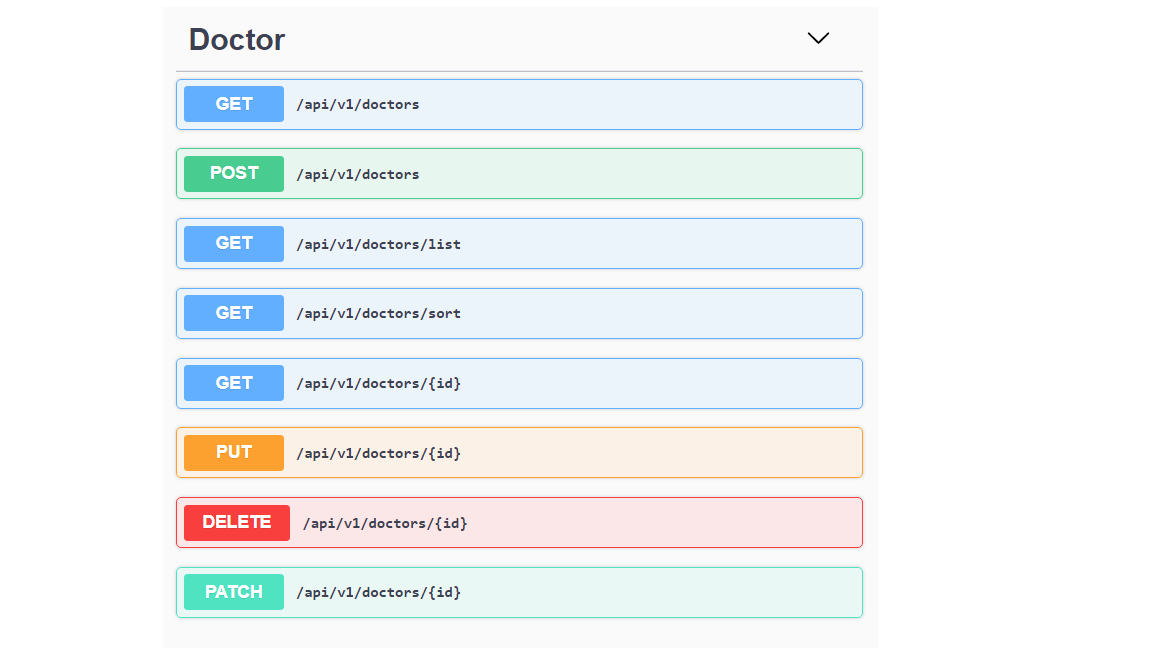 Doctor
GET /api/v1/doctors
POST /api/v1/doctors
GET /api/v1/doctors/list
GET /api/v1/doctors/sort
GET /api/v1/doctors/{id}
PUT /api/v1/doctors/{id}
DELETE /api/v1/doctors/{id}
PATCH /api/v1/doctors/{id}